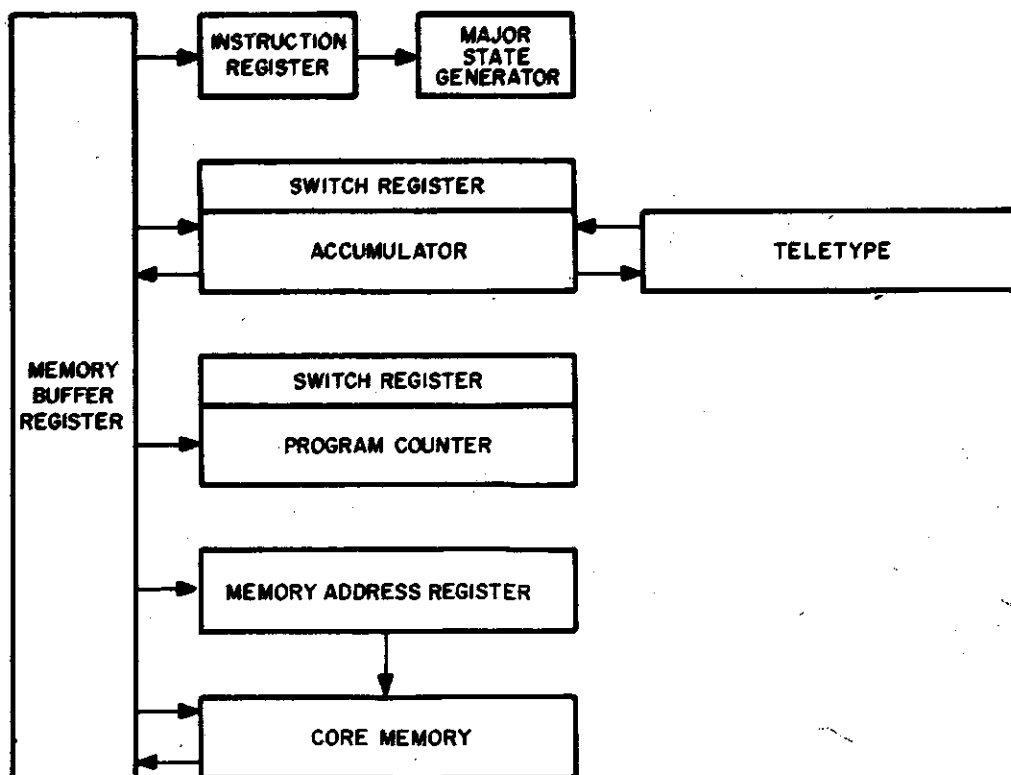 INSTRUCTION
REGISTER
MAJOR
STATE
GENERATOR
SWITCH REGISTER
ACCUMULATOR
TELETYPE
MEMORY
BUFFER
REGISTER
SWITCH REGISTER
PROGRAM COUNTER
MEMORY ADDRESS REGISTER
CORE MEMORY